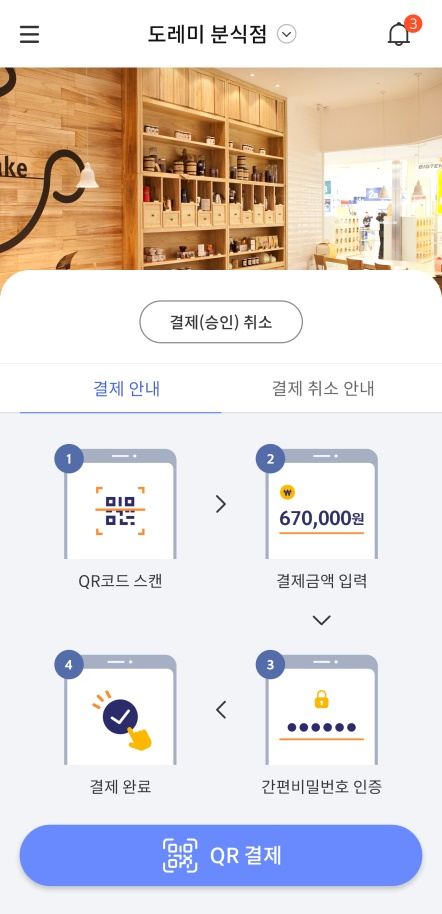 도레미 분식점
3
ke
결제(승인) 취소
결제 안내
결제 취소 안내
1
2
₩
670,000원
QR코드 스캔
결제금액 입력
4
3
결제 완료
간편비밀번호 인증
QR 결제